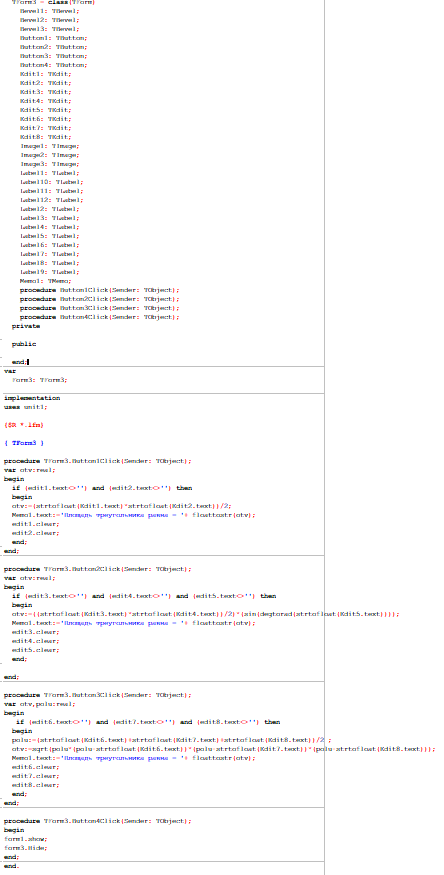 TForm3 = class(TForm)
Bevel1: TBevel;
Bevel2: TBevel;
Bevel3: TBevel;
Button1: TButton;
Button2: TButton;
Button3: TButton;
Button4: TButton;
Edit1: TEdit;
Edit2: TEdit;
Edit3: TEdit;
Edit4: TEdit;
Edit5: TEdit;
Edit6: TEdit;
Edit7: TEdit;
Edit8: TEdit;
Image1: TImage;
Image2: TImage;
Image3: TImage;
Label1: TLabel;
Label10: TLabel;
Label11: TLabel;
Label12: TLabel;
Label2: TLabel;
Label3: TLabel;
Label4: TLabel;
Label5: TLabel;
Label6: TLabel;
Label7: TLabel;
Label8: TLabel;
Label9: TLabel;
Memo1: TMemo;
procedure Button1Click(Sender: TObject);
procedure Button2Click(Sender: TObject);
procedure Button3Click(Sender: TObject);
procedure Button4Click(Sender: TObject);
private
public
end;
var
Form3: TForm3;
implementation
uses unit1;
{$R *.lfm}
{ TForm3 }
procedure TForm3.Button1Click(Sender: TObject);
var otv:real;
begin
if (edit1.text<>'') and (edit2.text<>'') then
begin
otv:=(strtofloat(Edit1.text)*strtofloat(Edit2.text))/2;
Memo1.text:='Площадь треугольника равна = '+ floattostr(otv);
edit1.clear;
edit2.clear;
end;
end;
procedure TForm3.Button2Click(Sender: TObject);
var otv:real;
begin
if (edit3.text<>'') and (edit4.text<>'') and (edit5.text<>'') then
begin
otv:=((strtofloat(Edit3.text)*strtofloat(Edit4.text))/2)*(sin(degtorad(strtofloat(Edit5.text))));
Memo1.text:='Площадь треугольника равна = '+ floattostr(otv);
edit3.clear;
edit4.clear;
edit5.clear;
end;
end;
procedure TForm3.Button3Click(Sender: TObject);
var otv,polu:real;
begin
if (edit6.text<>'') and (edit7.text<>'') and (edit8.text<>'') then
begin
polu:=(strtofloat(Edit6.text)+strtofloat(Edit7.text)+strtofloat(Edit8.text))/2 ;
otv:=sqrt(polu*(polu-strtofloat(Edit6.text))*(polu-strtofloat(Edit7.text))*(polu-strtofloat(Edit8.text)));
Memo1.text:='Площадь треугольника равна = '+ floattostr(otv);
edit6.clear;
edit7.clear;
edit8.clear;
end;
end;
procedure TForm3.Button4Click(Sender: TObject);
begin
form1.show;
form3.Hide;
end;
end.